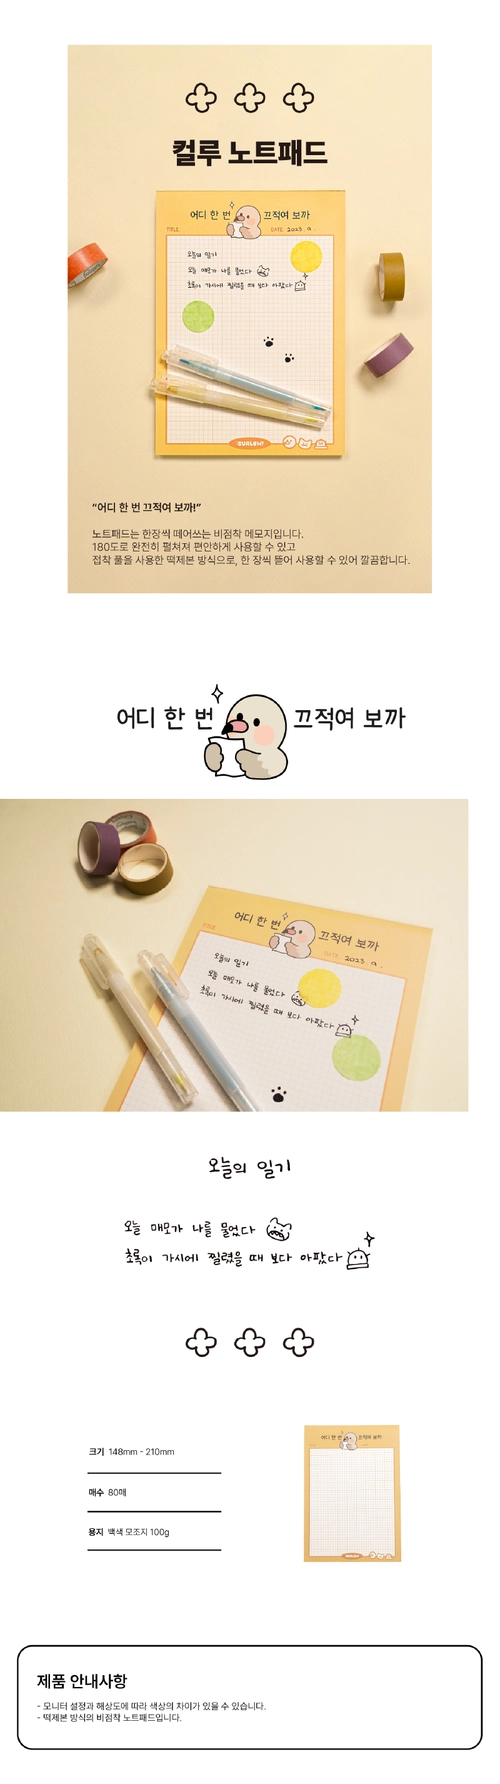 컬루 노트패드
어디 한 번 끄적여 보까
TITLE DATE 2023. 9.
오늘의 일기
오늘 매모가 나를 물었다
초록이 가시에 찔렸을 때 보다 아팠다
CURLEW!
“어디 한 번 끄적여 보까!”
노트패드는 한장씩 떼어쓰는 비점착 메모지입니다.
180도로 완전히 펼쳐져 편안하게 사용할 수 있고
접착 풀을 사용한 떡제본 방식으로, 한 장씩 뜯어 사용할 수 있어 깔끔합니다.
어디 한 번 끄적여 보까
어디 한 번 끄적여 보까
TITLE DATE 2023. 9.
오늘의 일기
오늘 매모가 나를 물었다
초록이 가시에 찔렸을 때 보다 아팠다
오늘의 일기
오늘 매모가 나를 물었다
초록이 가시에 찔렸을 때 보다 아팠다
크기 148mm - 210mm
매수 80매
용지 백색 모조지 100g
어디 한 번 끄적여 보까
제품 안내사항
- 모니터 설정과 해상도에 따라 색상의 차이가 있을 수 있습니다.
- 떡제본 방식의 비점착 노트패드입니다.